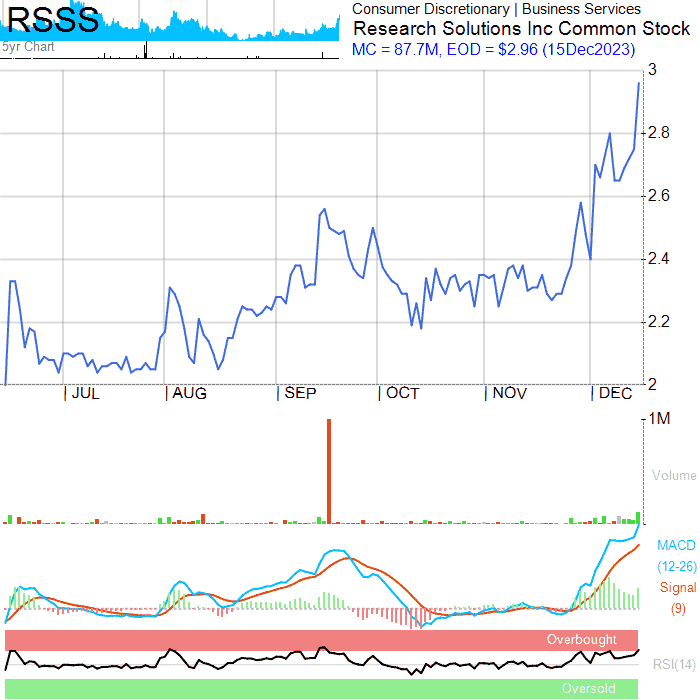 RSSS
5yr Chart
Consumer Discretionary | Business Services
Research Solutions Inc Common Stock
MC = 87.7M, EOD = $2.96 (15Dec2023)
3
2.8
2.6
2.4
2.2
2
JUL AUG SEP OCT NOV DEC
1M
Volume
MACD
(12-26)
Signal
(9)
Overbought
RSI(14)
Oversold